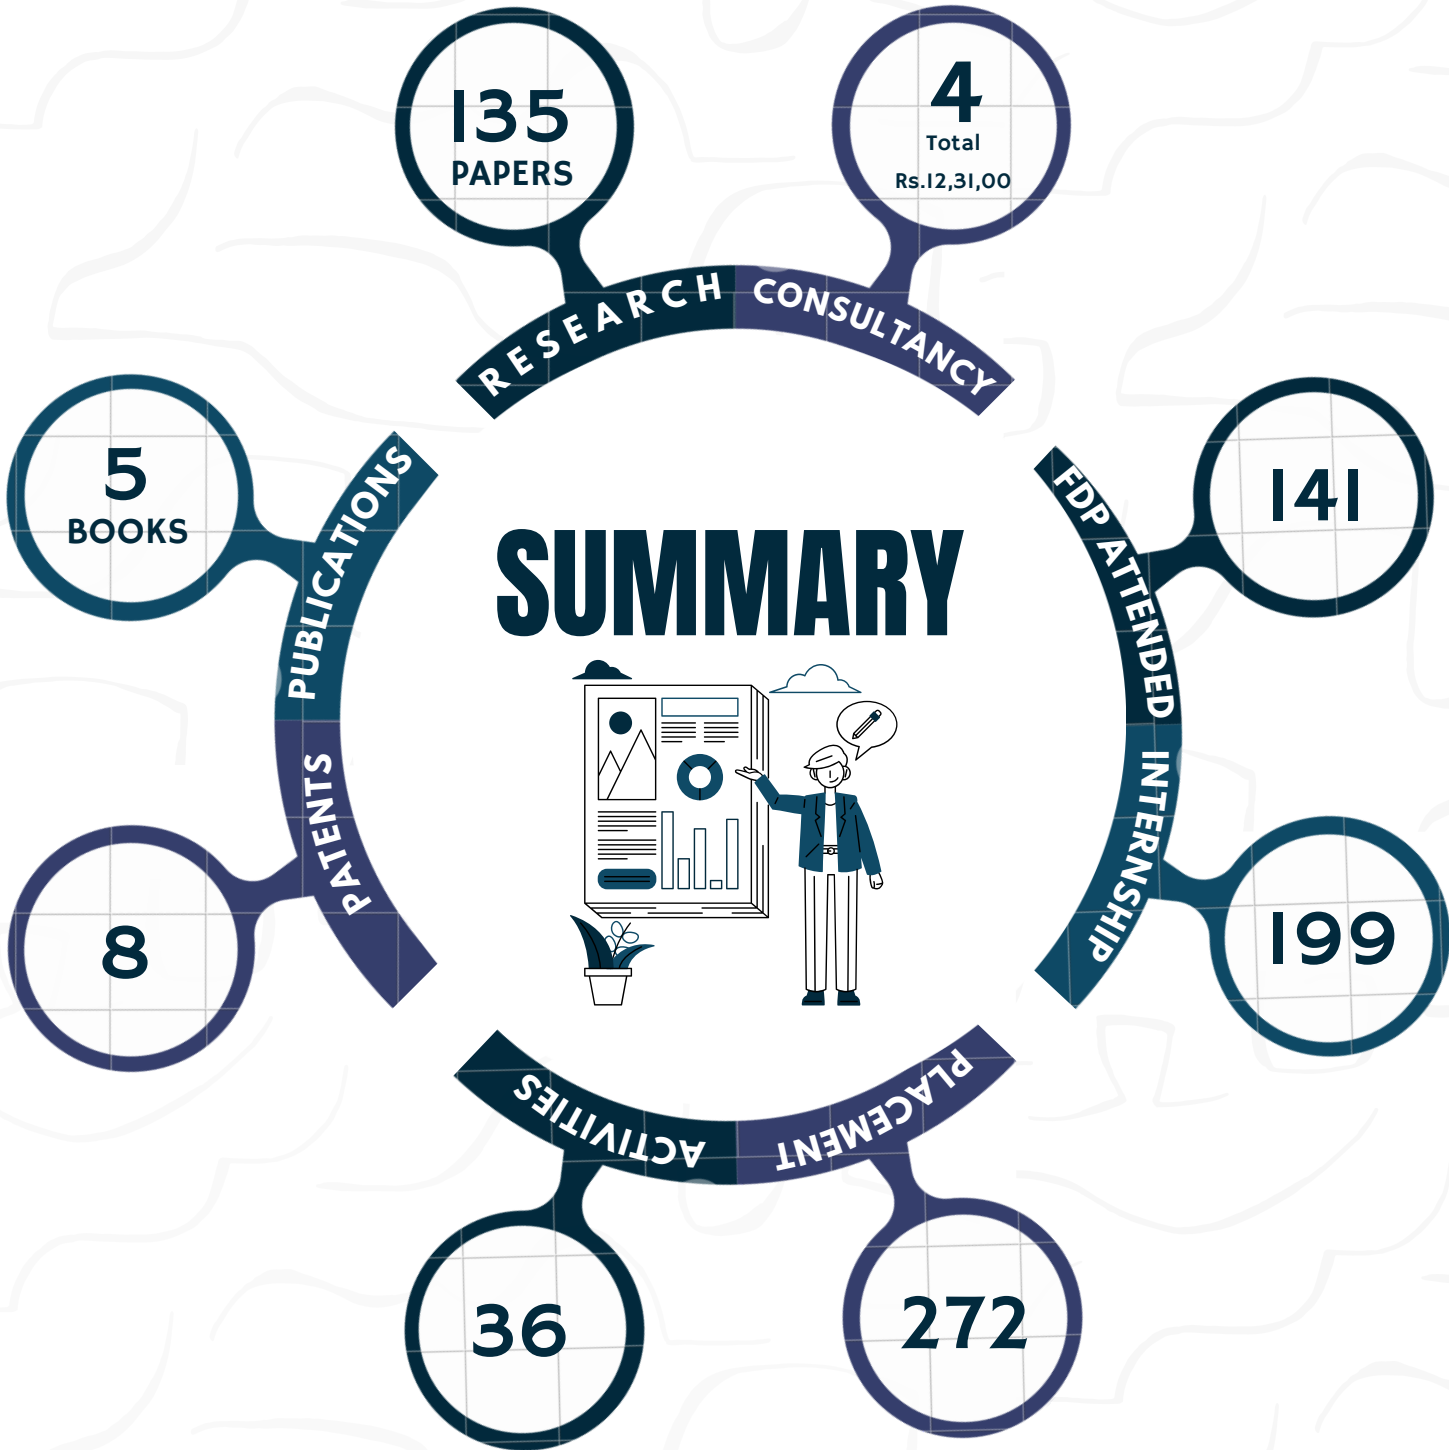 135
PAPERS
RESEARCH
4
Total
Rs.12,31,00
CONSULTANCY
141
FDP ATTENDED
199
INTERNSHIP
272
PLACEMENT
36
ACTIVITIES
8
PATENTS
5
BOOKS
PUBLICATIONS
SUMMARY